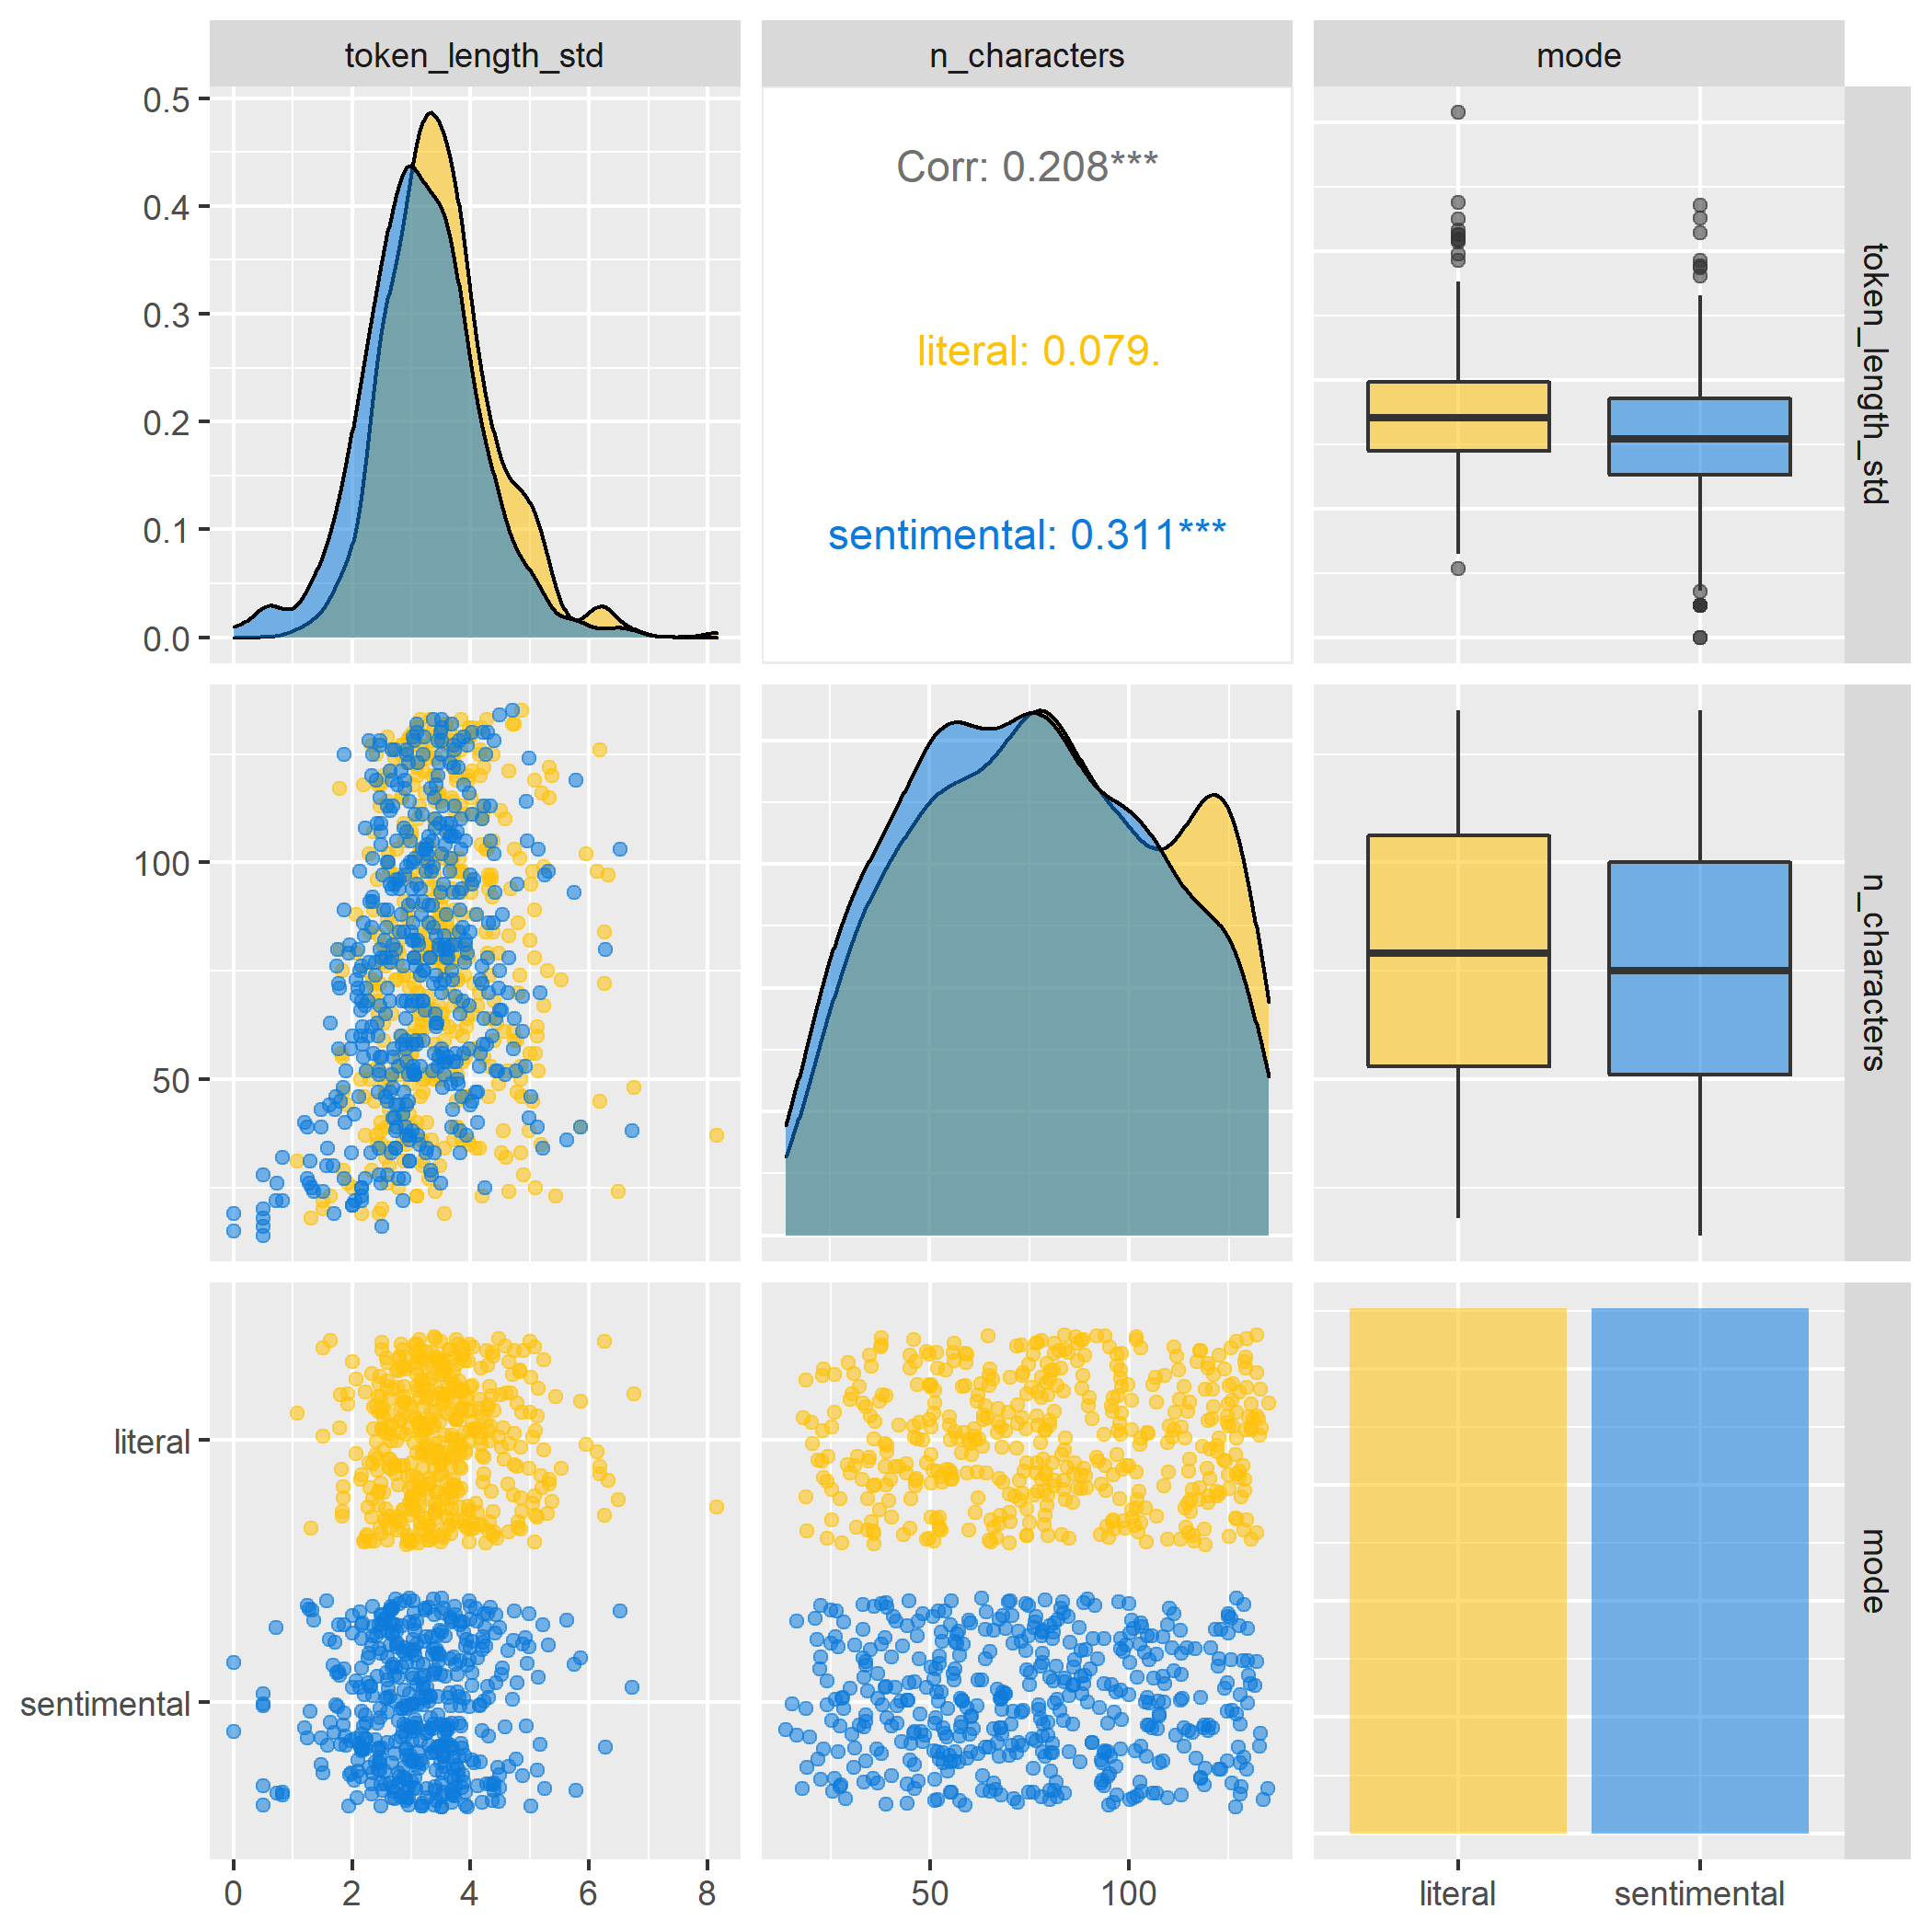 token_length_std
n_characters
mode
0.5
0.4
0.3
0.2
0.1
0.0
Corr: 0.208***
literal: 0.079.
sentimental: 0.311***
token_length_std
100
50
n_characters
literal
sentimental
mode
0 2 4 6 8
50 100
literal sentimental